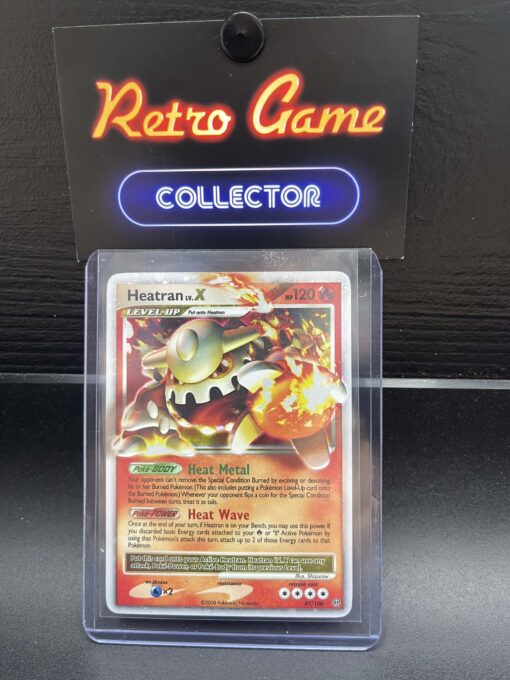 Retro Game
COLLECTOR
Heatran LV.X HP 120
LEVEL-UP Put onto Heatran
Poké-BODY Heat Metal
Your opponent can't remove the Special Condition Burned by evolving or devolving
his or her Burned Pokémon. (This also includes putting a Pokémon Level-Up card onto
the Burned Pokémon.) Whenever your opponent flips a coin for the Special Condition
Burned between turns, treat it as tails.
Poké-POWER Heat Wave
Once at the end of your turn, if Heatran is on your Bench, you may use this power. If
you discarded basic Energy cards attached to your or Active Pokémon by
using that Pokémon's attack this turn, attach up to 2 of those Energy cards to that
Pokémon.
Put this card onto your Active Heatran. Heatran LV.X can use any
attack, Poké-Power, or Poké-Body from its previous Level.
Illus. Shizurow
weakness resistance retreat cost
×2
©2008 Pokémon/Nintendo 97/100